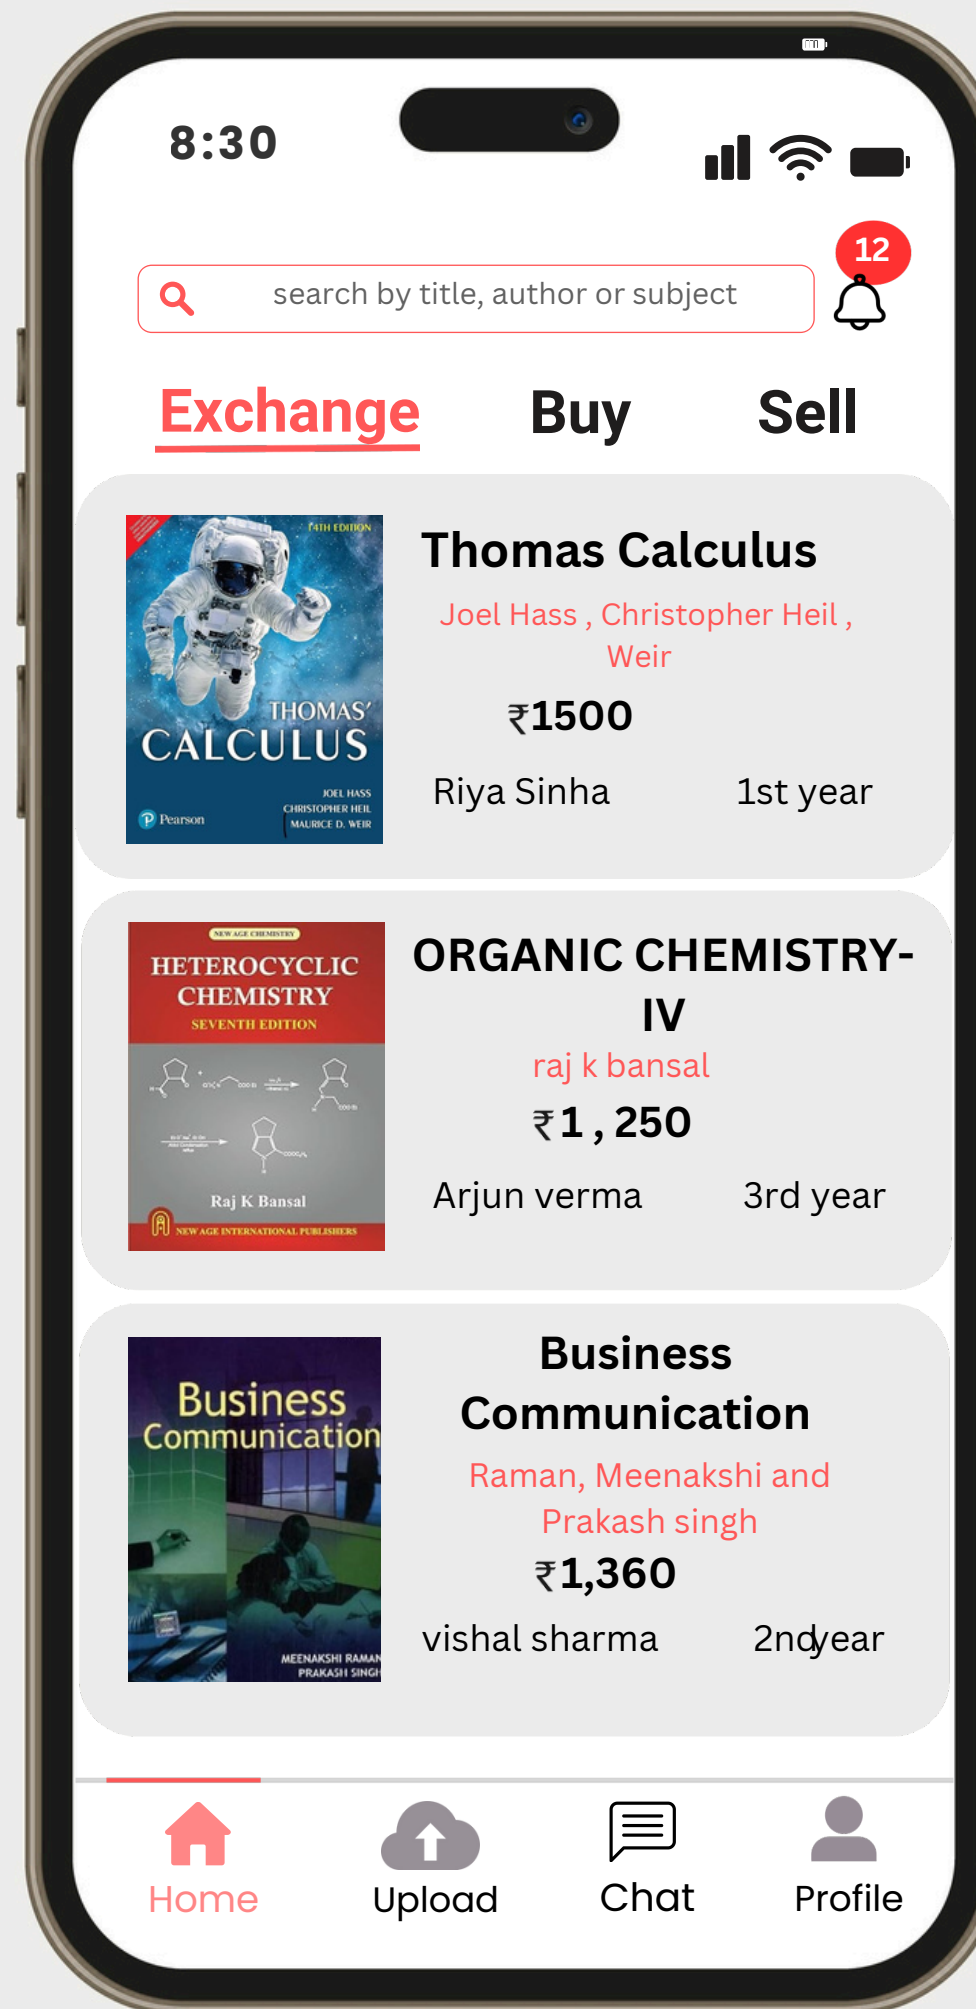 8:30
12
search by title, author or subject
Exchange Buy Sell
14TH EDITION
THOMAS'
CALCULUS
JOEL HASS
CHRISTOPHER HEIL
MAURICE D. WEIR
Pearson
Thomas Calculus
Joel Hass , Christopher Heil ,
Weir
₹1500
Riya Sinha 1st year
NEW AGE CHEMISTRY
HETEROCYCLIC
CHEMISTRY
SEVENTH EDITION
Raj K Bansal
NEW AGE INTERNATIONAL PUBLISHERS
ORGANIC CHEMISTRY-
IV
raj k bansal
₹1 , 250
Arjun verma 3rd year
Business
Communication
MEENAKSHI RAMAN
PRAKASH SINGH
Business
Communication
Raman, Meenakshi and
Prakash singh
₹1,360
vishal sharma 2ndyear
Home Upload Chat Profile